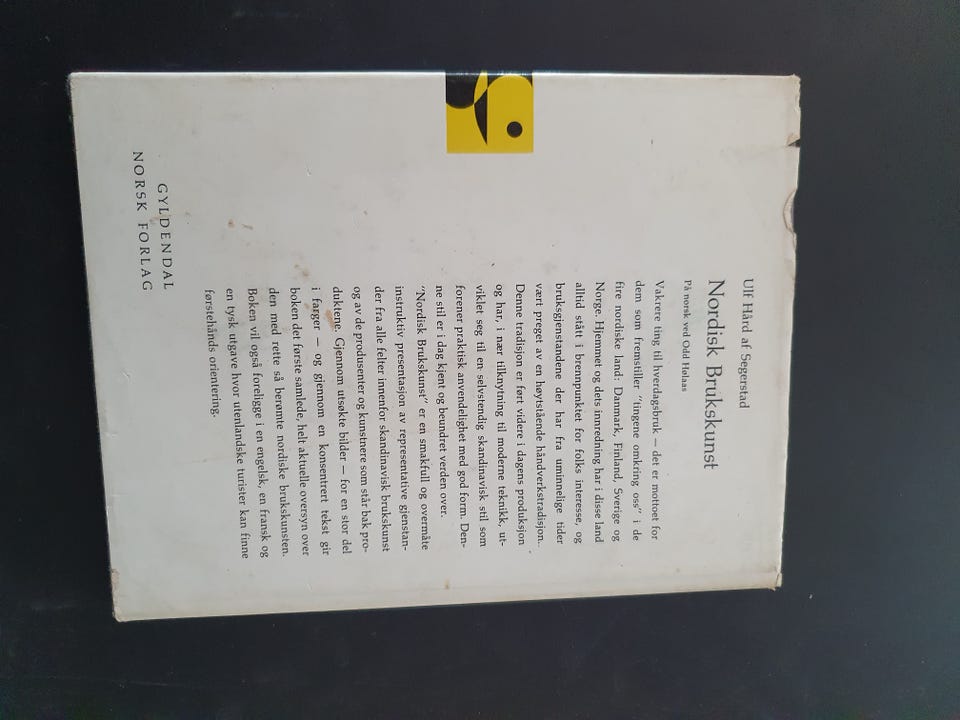 Ulf Hård af Segerstad
Nordisk Brukskunst
På norsk ved Odd Hølaas
Vakrere ting til hverdagsbruk — det er mottoet for
dem som fremstiller "tingene omkring oss" i de
fire nordiske land: Danmark, Finland, Sverige og
Norge. Hjemmet og dets innredning har i disse land
alltid stått i brennpunktet for folks interesse, og
bruksgjenstandene der har fra uminnelige tider
vært preget av en høytstående håndverkstradisjon.
Denne tradisjon er ført videre i dagens produksjon
og har, i nær tilknytning til moderne teknikk, ut-
viklet seg til en selvstendig skandinavisk stil som
forener praktisk anvendelighet med god form. Den-
ne stil er i dag kjent og beundret verden over.
"Nordisk Brukskunst" er en smakfull og overmåte
instruktiv presentasjon av representative gjenstan-
der fra alle felter innenfor skandinavisk brukskunst
og av de produsenter og kunstnere som står bak pro-
duktene. Gjennom utsøkte bilder — for en stor del
i farger — og gjennom en konsentrert tekst gir
boken det første samlede, helt aktuelle oversyn over
den med rette så berømte nordiske brukskunsten.
Boken vil også foreligge i en engelsk, en fransk og
en tysk utgave hvor utenlandske turister kan finne
førstehånds orientering.
GYLDENDAL
NORSK FORLAG